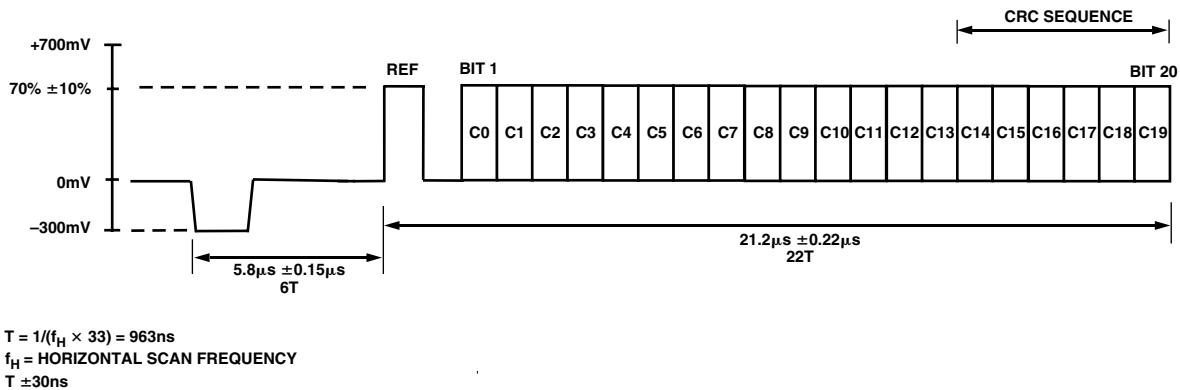 CRC SEQUENCE
+700mV
REF
BIT 1
BIT 20
70% ±10%
C0 C1 C2 C3 C4 C5 C6 C7 C8 C9 C10 C11 C12 C13 C14 C15 C16 C17 C18 C19
0mV
–300mV
21.2μs ±0.22μs
22T
5.8μs ±0.15μs
6T
T = 1/(fH × 33) = 963ns
fH = HORIZONTAL SCAN FREQUENCY
T ±30ns